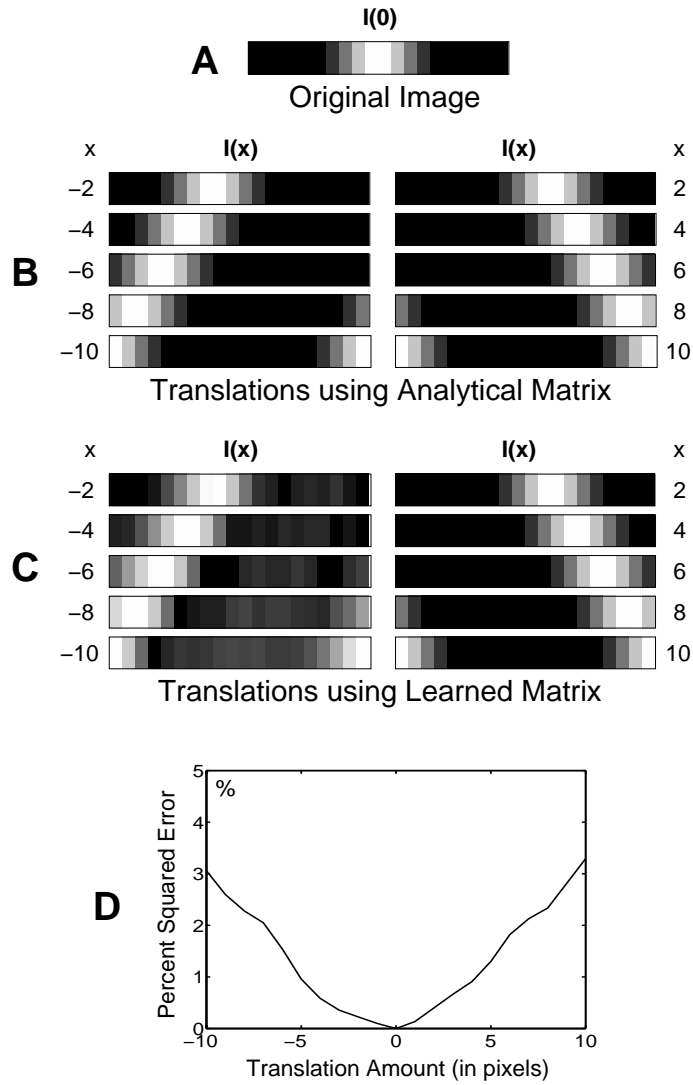 I(0)
A
Original Image
x I(x) I(x) x
−2 2
−4 4
B −6 6
−8 8
−10 10
Translations using Analytical Matrix
x I(x) I(x) x
−2 2
−4 4
C −6 6
−8 8
−10 10
Translations using Learned Matrix
5
%
4
3
D
2
1
0
Percent Squared Error
−10 −5 0 5 10
Translation Amount (in pixels)